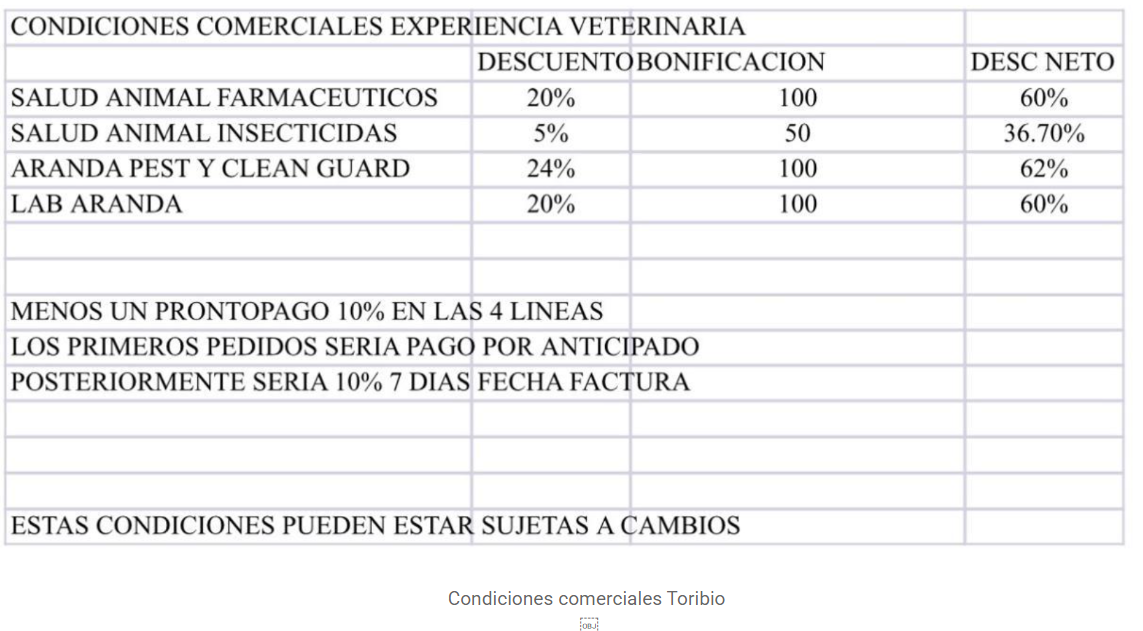 CONDICIONES COMERCIALES EXPERIENCIA VETERINARIA
DESCUENTO BONIFICACION DESC NETO
SALUD ANIMAL FARMACEUTICOS 20% 100 60%
SALUD ANIMAL INSECTICIDAS 5% 50 36.70%
ARANDA PEST Y CLEAN GUARD 24% 100 62%
LAB ARANDA 20% 100 60%
MENOS UN PRONTOPAGO 10% EN LAS 4 LINEAS
LOS PRIMEROS PEDIDOS SERIA PAGO POR ANTICIPADO
POSTERIORMENTE SERIA 10% 7 DIAS FECHA FACTURA
ESTAS CONDICIONES PUEDEN ESTAR SUJETAS A CAMBIOS
Condiciones comerciales Toribio
OBJ